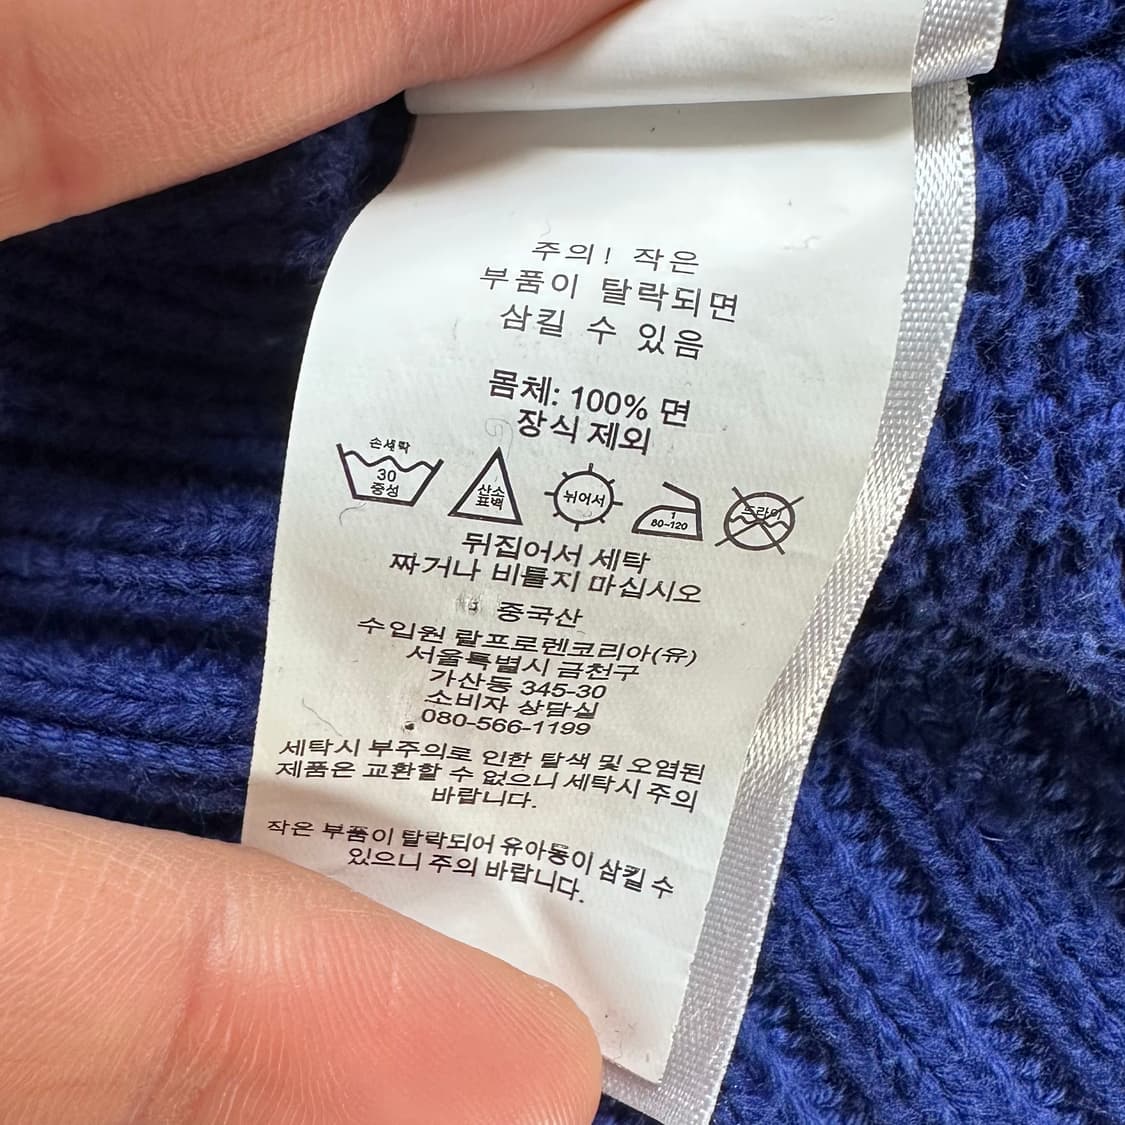 주의! 작은
부품이 탈락되면
삼킬 수 있음
몸체: 100% 면
장식 제외
손세탁
30
중성
산소
표백
뉘어서
1
80~120
드라이
뒤집어서 세탁
짜거나 비틀지 마십시오
중국산
수입원 랄프로렌코리아(유)
서울특별시 금천구
가산동 345-30
소비자 상담실
080-566-1199
세탁시 부주의로 인한 탈색 및 오염된
제품은 교환할 수 없으니 세탁시 주의
바랍니다.
작은 부품이 탈락되어 유아동이 삼킬 수
있으니 주의 바랍니다.